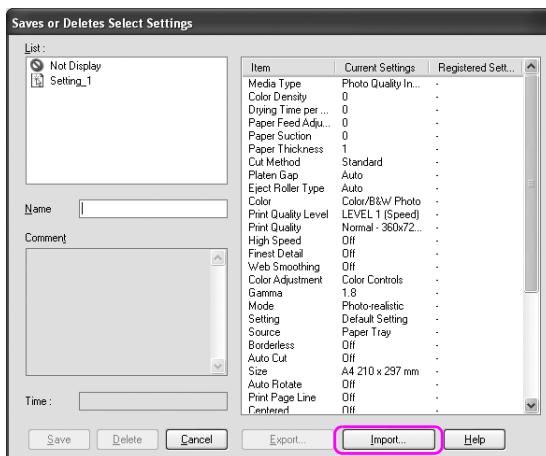 Saves or Deletes Select Settings
List :
Not Display
Setting_1
Name
Comment
Time :
Item Current Settings Registered Sett...
Media Type Photo Quality In... -
Color Density 0 -
Drying Time per ... 0 -
Paper Feed Adju... 0 -
Paper Suction 0 -
Paper Thickness 1 -
Cut Method Standard -
Platen Gap Auto -
Eject Roller Type Auto -
Color Color/B&W Photo -
Print Quality Level LEVEL 1 (Speed) -
Print Quality Normal - 360x72... -
High Speed Off -
Finest Detail Off -
Web Smoothing Off -
Color Adjustment Color Controls -
Gamma 1.8 -
Mode Photo-realistic -
Setting Default Setting -
Source Paper Tray -
Borderless Off -
Auto Cut Off -
Size A4 210 x 297 mm -
Auto Rotate Off -
Print Page Line Off -
Centered Off -
Save Delete Cancel Export... Import... Help